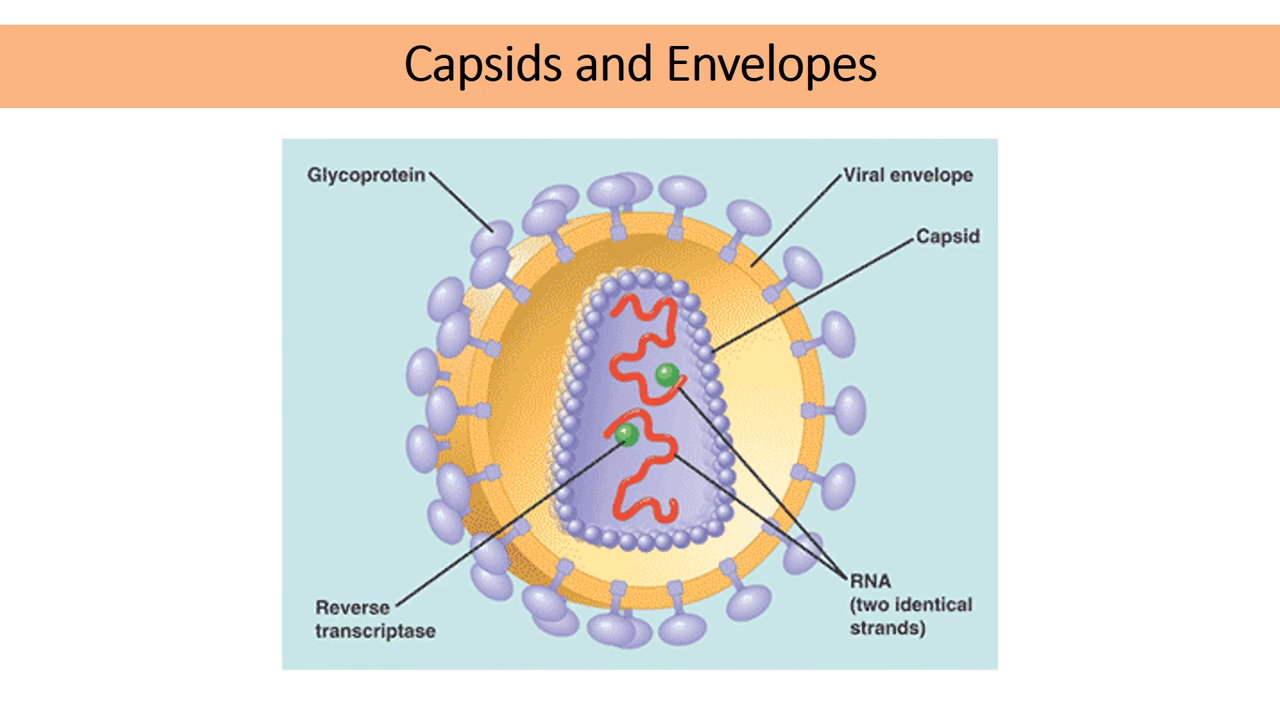 Capsids and Envelopes
Glycoprotein
Viral envelope
Capsid
Reverse
transcriptase
RNA
(two identical
strands)